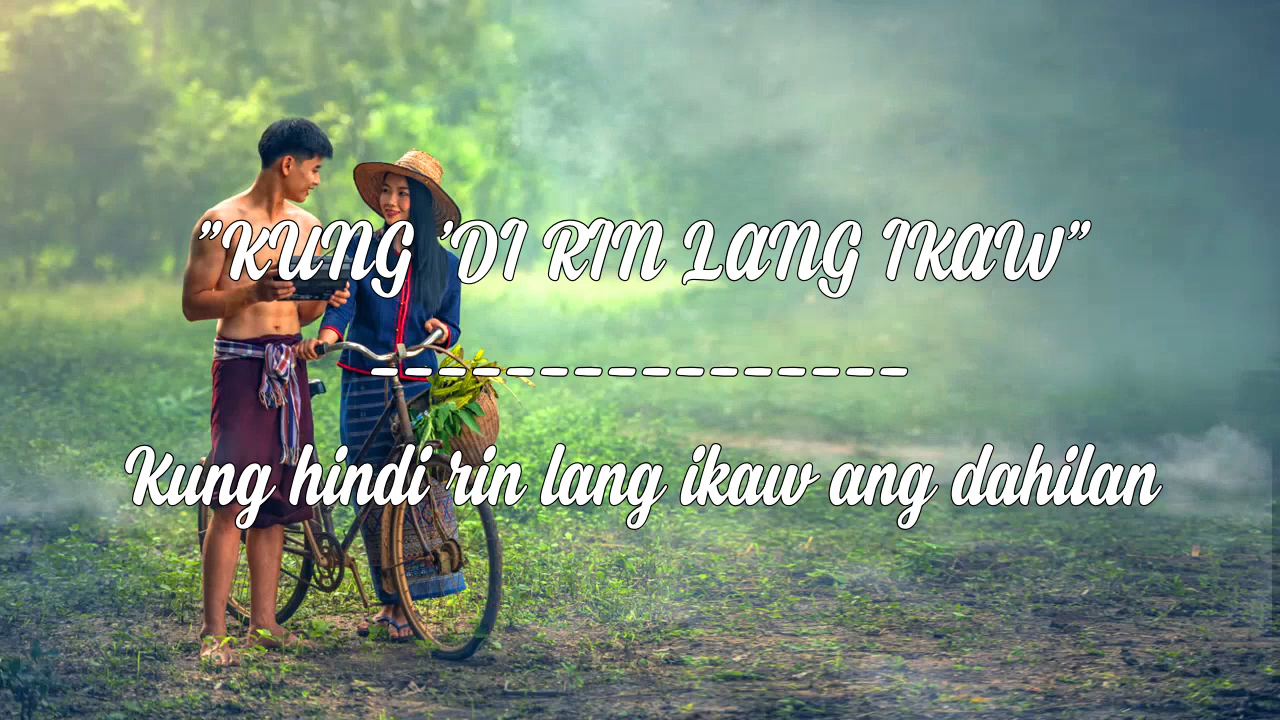 "KUNG 'DI RIN LANG IKAW"
----------------
Kung hindi rin lang ikaw ang dahilan